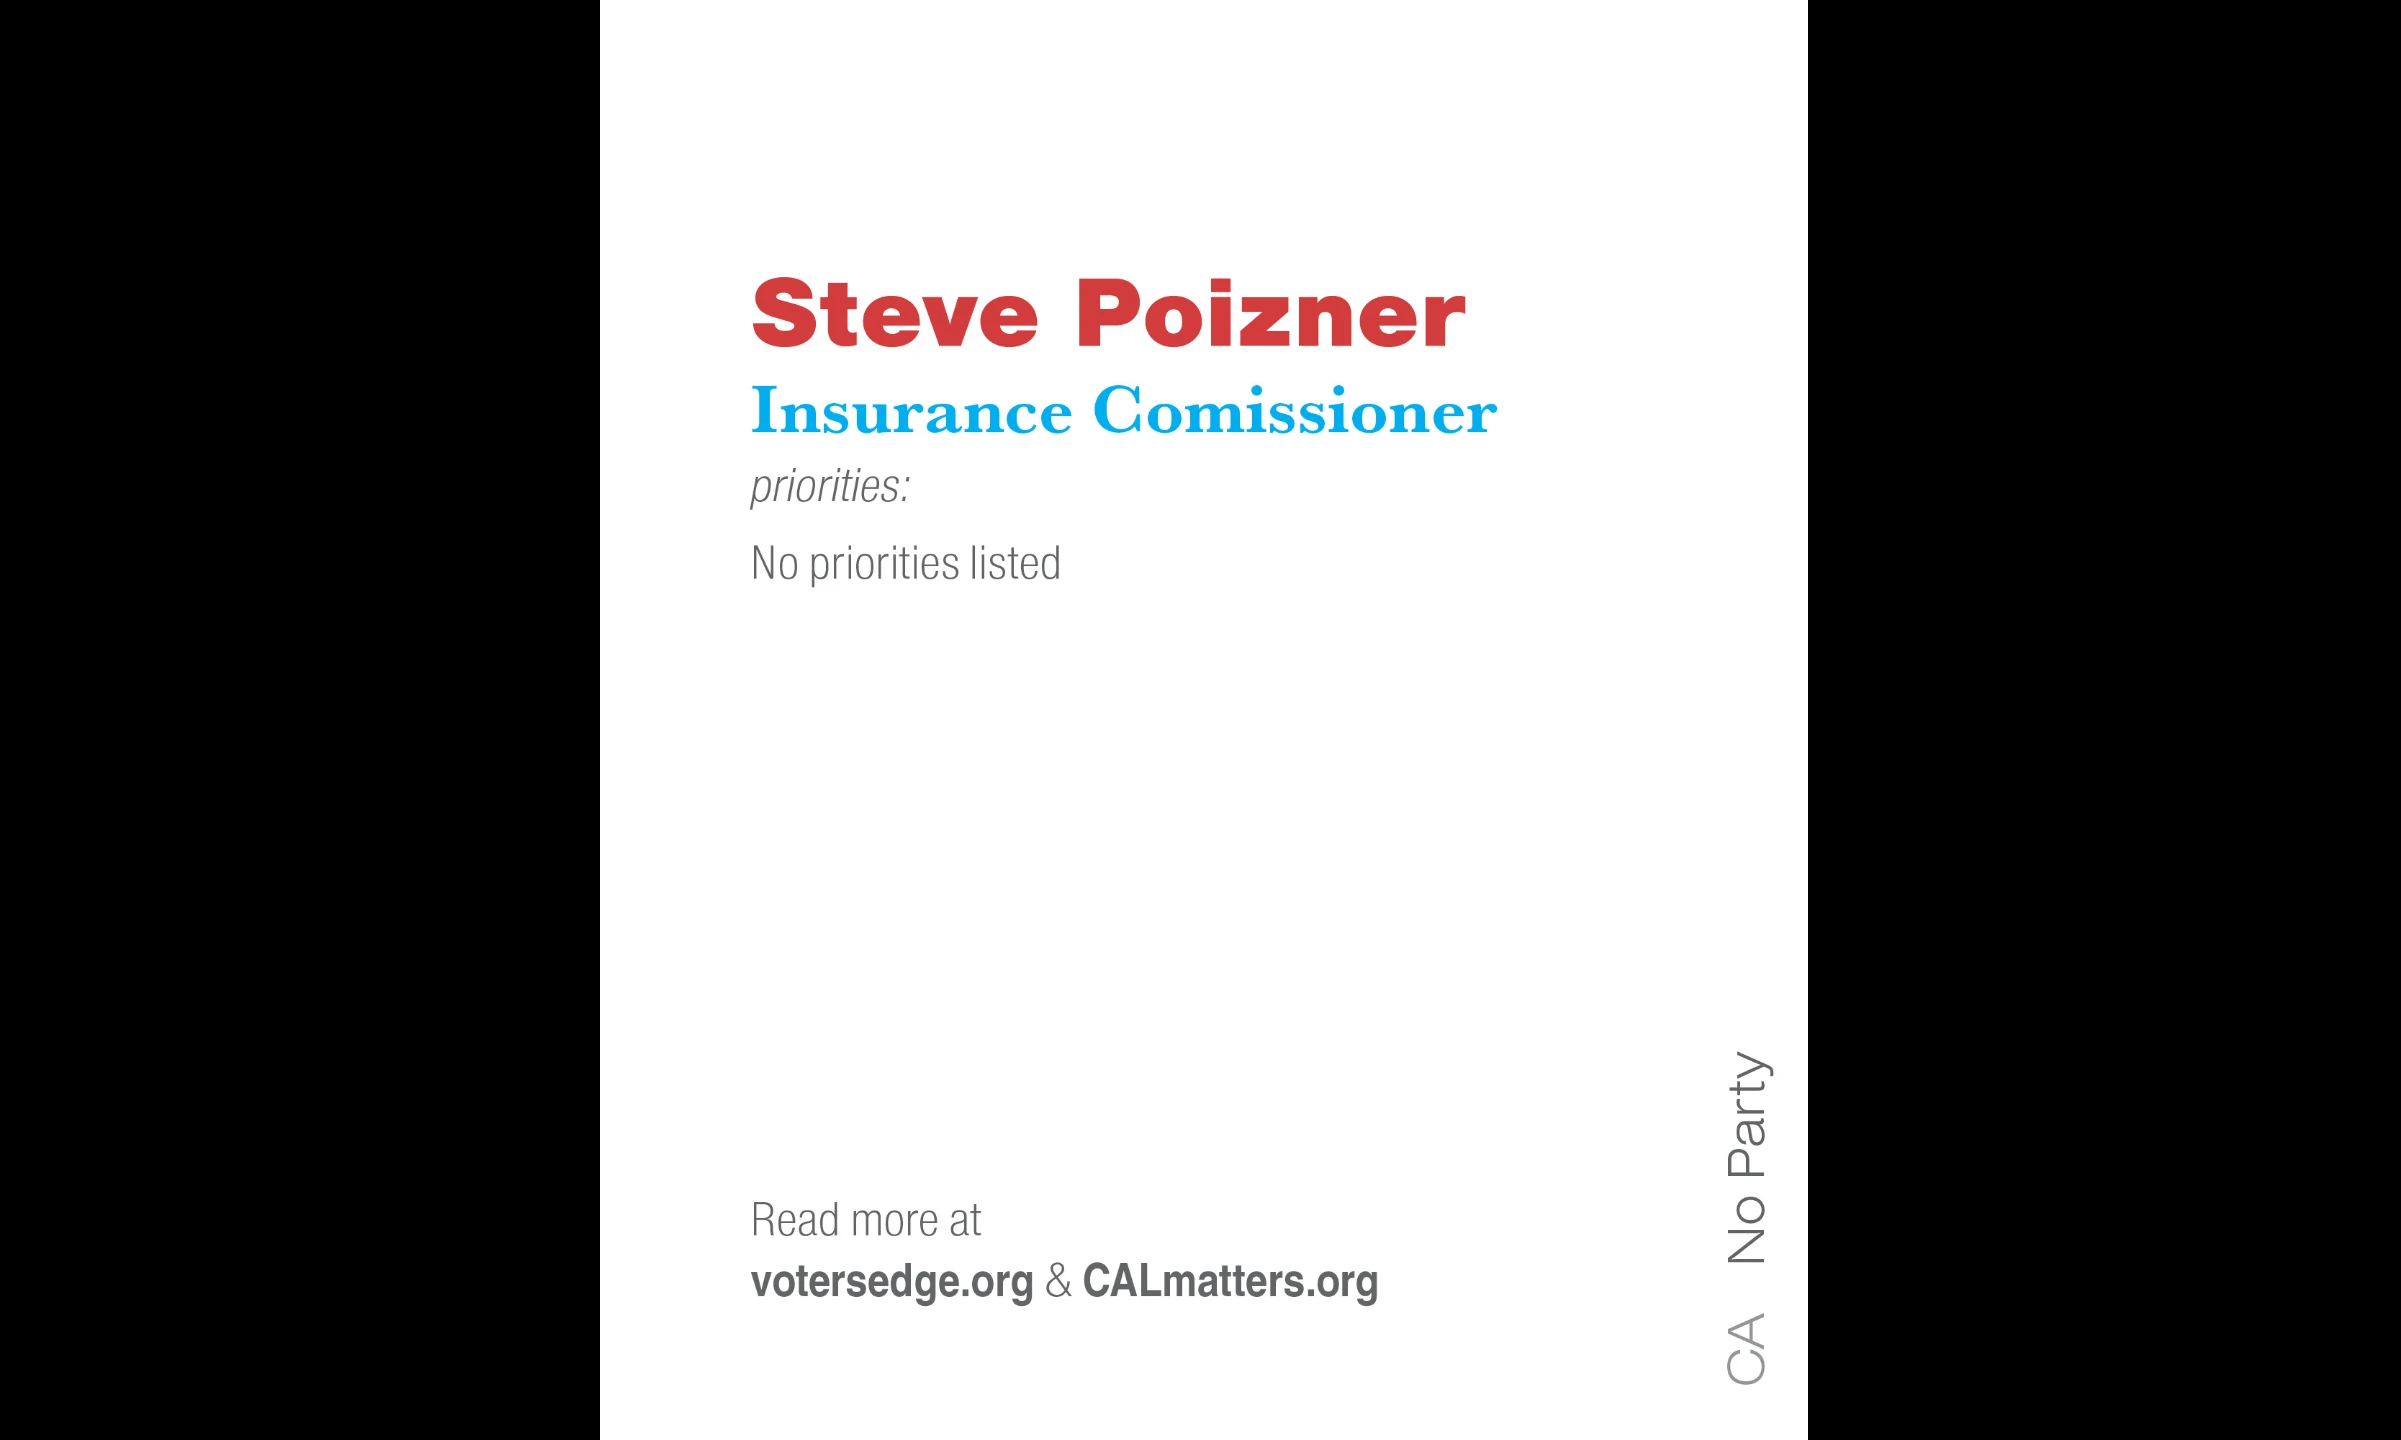 Steve Poizner
Insurance Comissioner
priorities:
No priorities listed
Read more at
votersedge.org & CALmatters.org
CA No Party